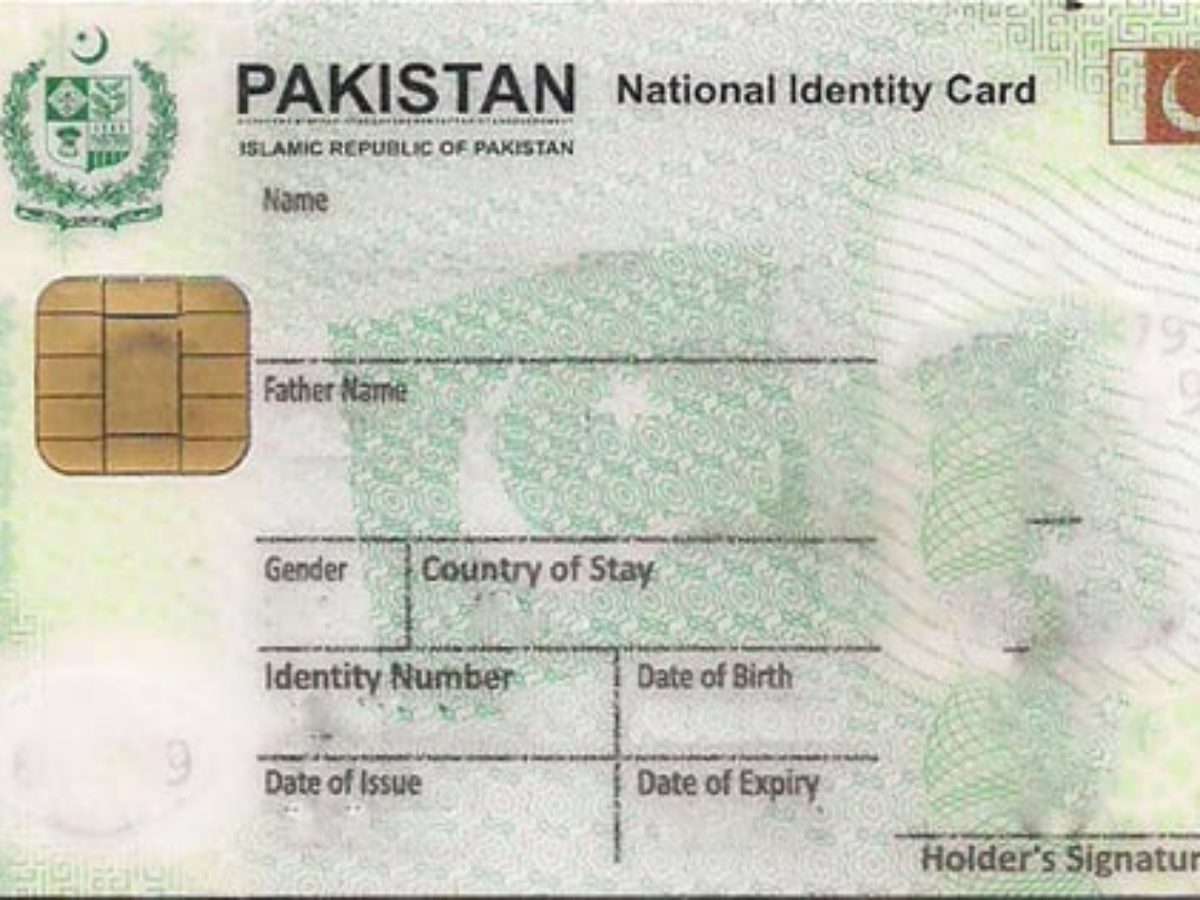 PAKISTAN National Identity Card
ISLAMIC REPUBLIC OF PAKISTAN
Name
Father Name
Gender Country of Stay
Identity Number Date of Birth
9
Date of Issue Date of Expiry
Holder's Signatur